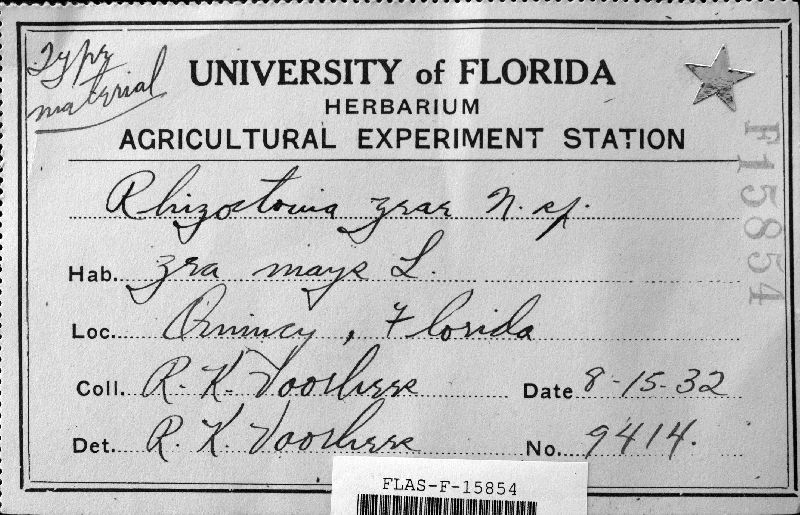 Type
material
UNIVERSITY of FLORIDA
HERBARIUM
AGRICULTURAL EXPERIMENT STATION
F15854
Rhizoctonia zeae N. sp.
Hab. Zea mays L.
Loc. Quincy, Florida
Coll. R. K. Voorhees Date 8-15-32
Det. R. K. Voorhees No. 9414.
FLAS-F-15854